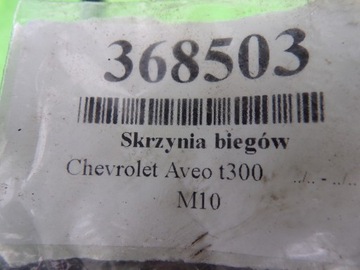 368503
Skrzynia biegów
Chevrolet Aveo t300 ../.. - ../..
M10